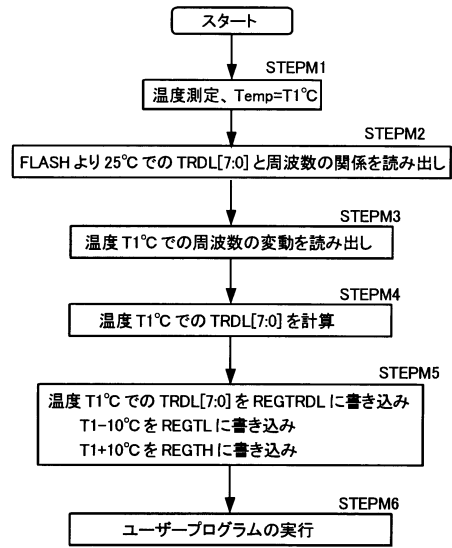 スタート
STEPM1
温度測定、Temp=T1℃
STEPM2
FLASHより25℃でのTRDL[7:0]と周波数の関係を読み出し
STEPM3
温度T1℃での周波数の変動を読み出し
STEPM4
温度T1℃でのTRDL[7:0]を計算
STEPM5
温度T1℃でのTRDL[7:0]をREGTRDLに書き込み
T1-10℃をREGTLに書き込み
T1+10℃をREGTHに書き込み
STEPM6
ユーザープログラムの実行